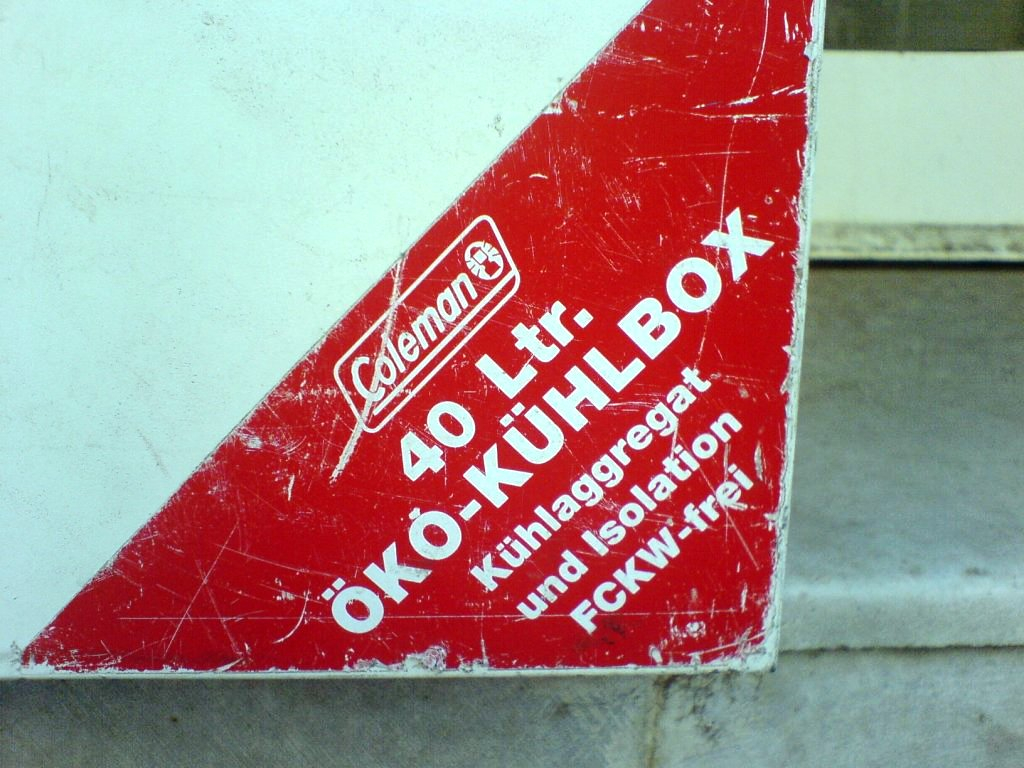 Coleman
40 Ltr.
ÖKO-KÜHLBOX
Kühlaggregat
und Isolation
FCKW-frei